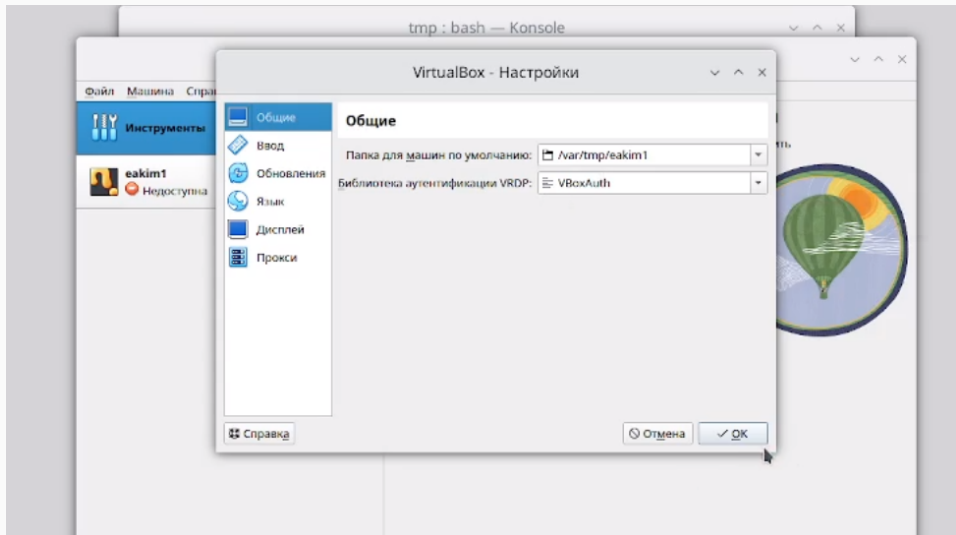 tmp : bash — Konsole
VirtualBox - Настройки
Файл Машина Спра
Инструменты
eakim1
Недоступна
Общие
Ввод
Обновления
Язык
Дисплей
Прокси
Общие
Папка для машин по умолчанию: /var/tmp/eakim1
Библиотека аутентификации VRDP: VBoxAuth
Справка
Отмена
OK